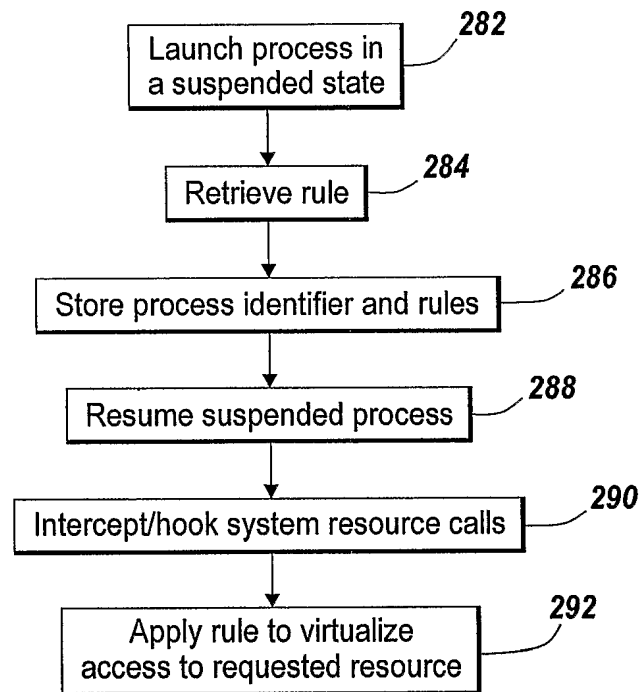 282
Launch process in
a suspended state
284
Retrieve rule
286
Store process identifier and rules
288
Resume suspended process
290
Intercept/hook system resource calls
292
Apply rule to virtualize
access to requested resource